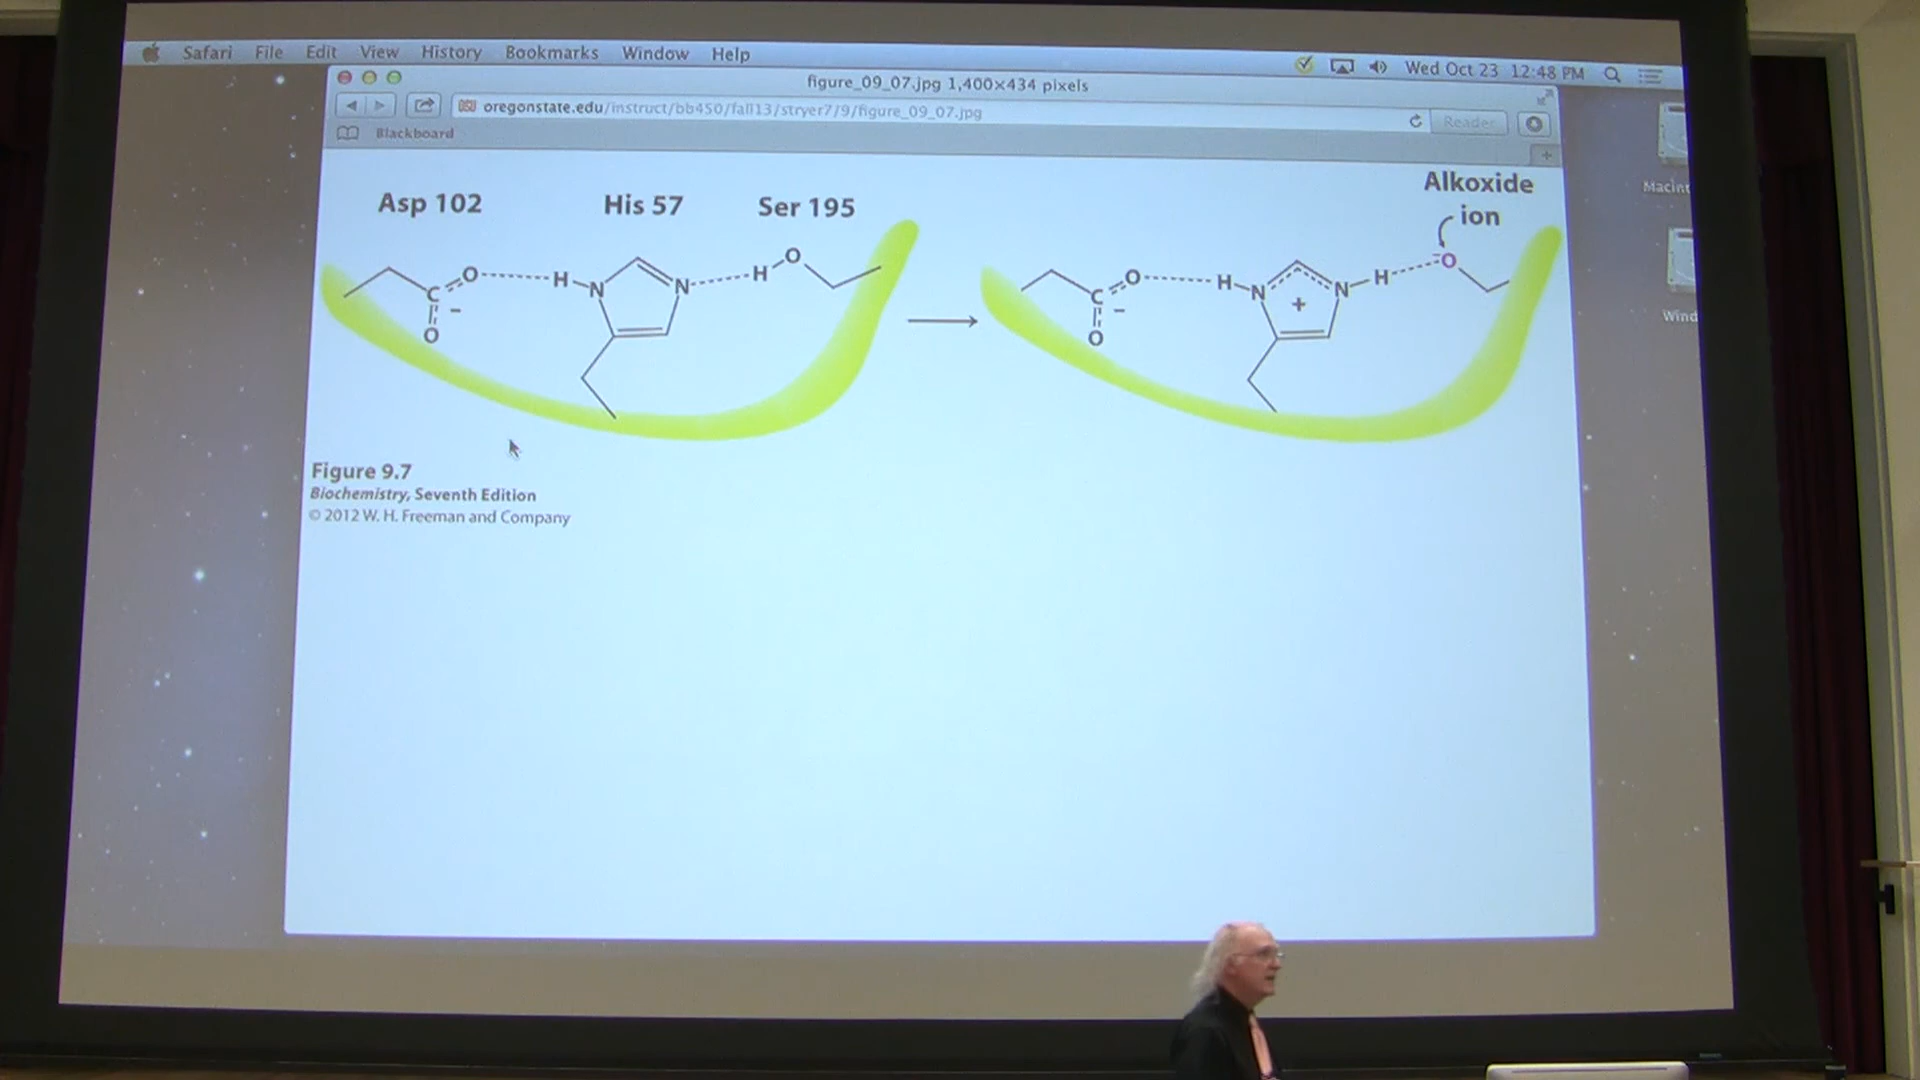 Safari File Edit View History Bookmarks Window Help
Wed Oct 23 12:48 PM
figure_09_07.jpg 1,400×434 pixels
OSU oregonstate.edu/instruct/bb450/fall13/stryer7/9/figure_09_07.jpg
Reader
Blackboard
Asp 102
His 57
Ser 195
Alkoxide
ion
O H N N H O
C −
O
O H N N H −O
C − +
O
Figure 9.7
Biochemistry, Seventh Edition
© 2012 W. H. Freeman and Company